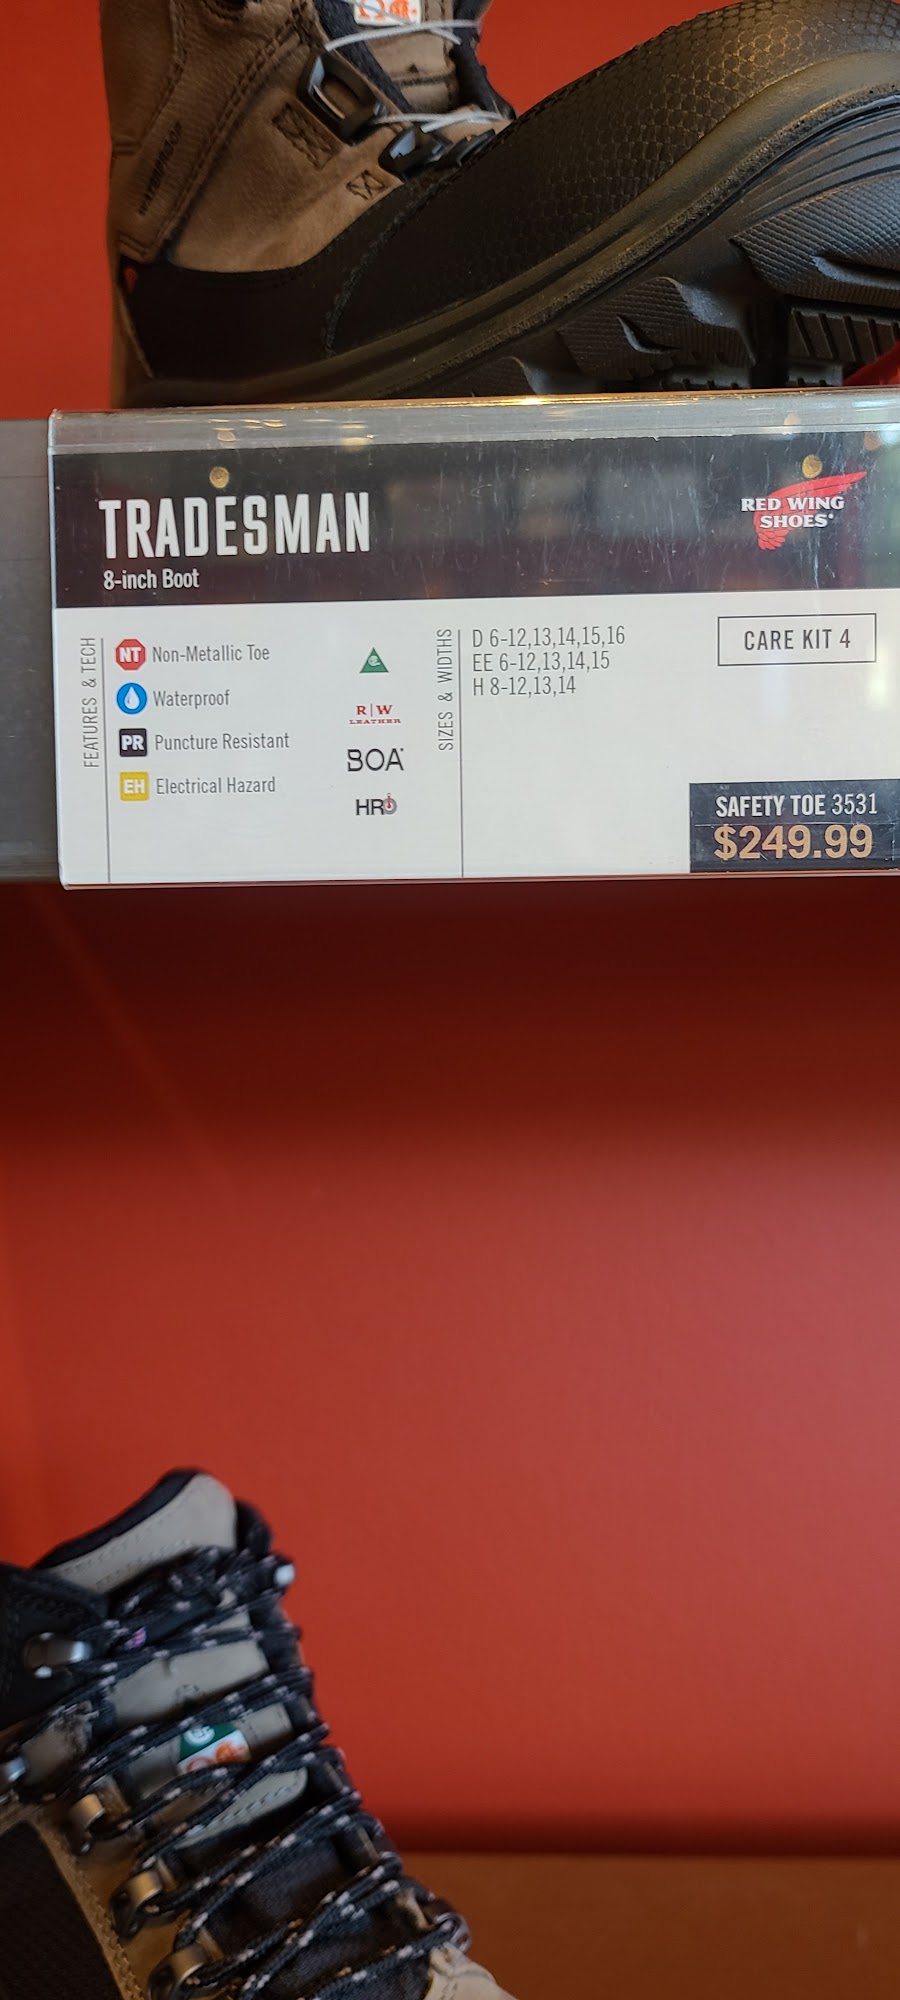 WATERPROOF
TRADESMAN
8-inch Boot
RED WING
SHOES
FEATURES & TECH
NT Non-Metallic Toe
Waterproof
PR Puncture Resistant
EH Electrical Hazard
R|W
LEATHER
BOA
HRO
SIZES & WIDTHS
D 6-12,13,14,15,16
EE 6-12,13,14,15
H 8-12,13,14
CARE KIT 4
SAFETY TOE 3531
$249.99